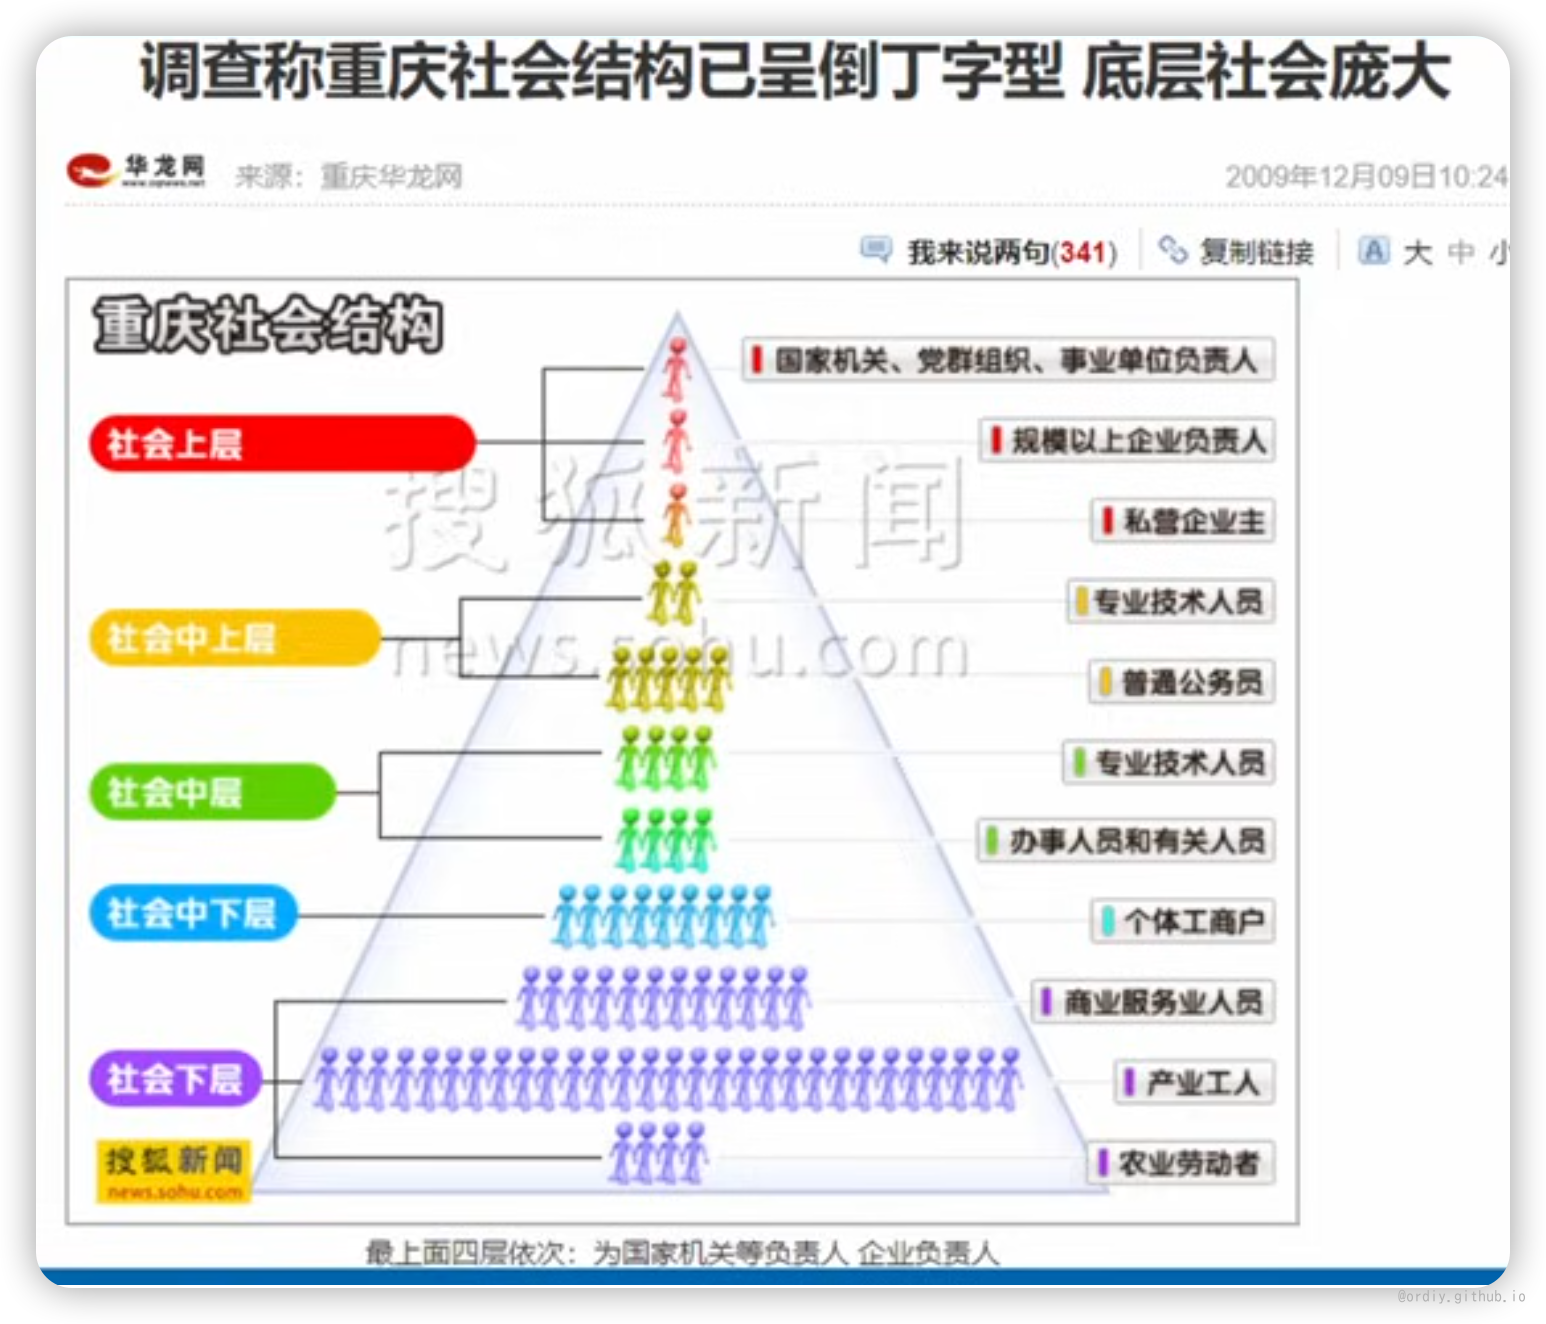 调查称重庆社会结构已呈倒丁字型 底层社会庞大
华龙网
www.cqnews.net
来源：重庆华龙网
2009年12月09日10:24
我来说两句(341)
复制链接
A 大 中 小
重庆社会结构
国家机关、党群组织、事业单位负责人
社会上层
规模以上企业负责人
私营企业主
搜狐新闻
news.sohu.com
专业技术人员
社会中上层
普通公务员
专业技术人员
社会中层
办事人员和有关人员
社会中下层
个体工商户
商业服务业人员
社会下层
产业工人
搜狐新闻
news.sohu.com
农业劳动者
最上面四层依次：为国家机关等负责人 企业负责人
@ordiy.github.io